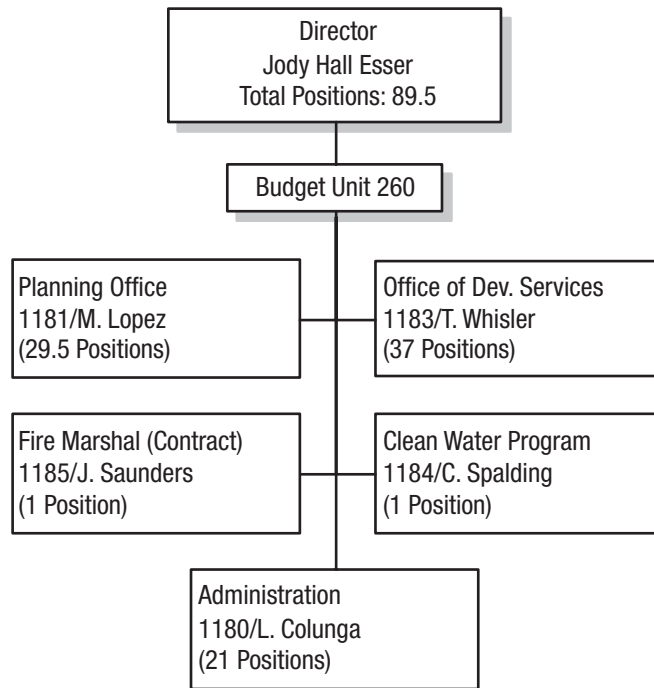 Director
Jody Hall Esser
Total Positions: 89.5
Budget Unit 260
Planning Office
1181/M. Lopez
(29.5 Positions)
Office of Dev. Services
1183/T. Whisler
(37 Positions)
Fire Marshal (Contract)
1185/J. Saunders
(1 Position)
Clean Water Program
1184/C. Spalding
(1 Position)
Administration
1180/L. Colunga
(21 Positions)